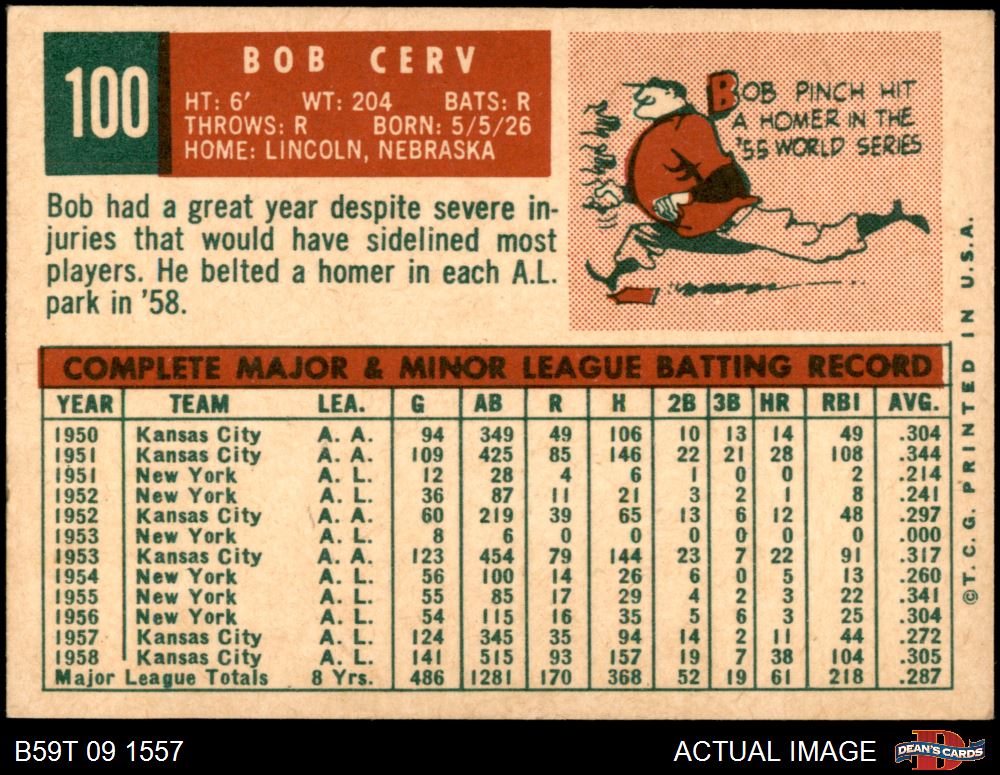 100
BOB CERV
HT: 6' WT: 204 BATS: R
THROWS: R BORN: 5/5/26
HOME: LINCOLN, NEBRASKA
BOB PINCH HIT
A HOMER IN THE
'55 WORLD SERIES
Bob had a great year despite severe in-
juries that would have sidelined most
players. He belted a homer in each A.L.
park in '58.
COMPLETE MAJOR & MINOR LEAGUE BATTING RECORD
YEAR TEAM LEA. G AB R H 2B 3B HR RBI AVG.
1950 Kansas City A. A. 94 349 49 106 10 13 14 49 .304
1951 Kansas City A. A. 109 425 85 146 22 21 28 108 .344
1951 New York A. L. 12 28 4 6 1 0 0 2 .214
1952 New York A. L. 36 87 11 21 3 2 1 8 .241
1952 Kansas City A. A. 60 219 39 65 13 6 12 48 .297
1953 New York A. L. 8 6 0 0 0 0 0 0 .000
1953 Kansas City A. A. 123 454 79 144 23 7 22 91 .317
1954 New York A. L. 56 100 14 26 6 0 5 13 .260
1955 New York A. L. 55 85 17 29 4 2 3 22 .341
1956 New York A. L. 54 115 16 35 5 6 3 25 .304
1957 Kansas City A. L. 124 345 35 94 14 2 11 44 .272
1958 Kansas City A. L. 141 515 93 157 19 7 38 104 .305
Major League Totals 8 Yrs. 486 1281 170 368 52 19 61 218 .287
© T. C. G. PRINTED IN U.S.A.
B59T 09 1557
ACTUAL IMAGE
D
DEAN'S CARDS